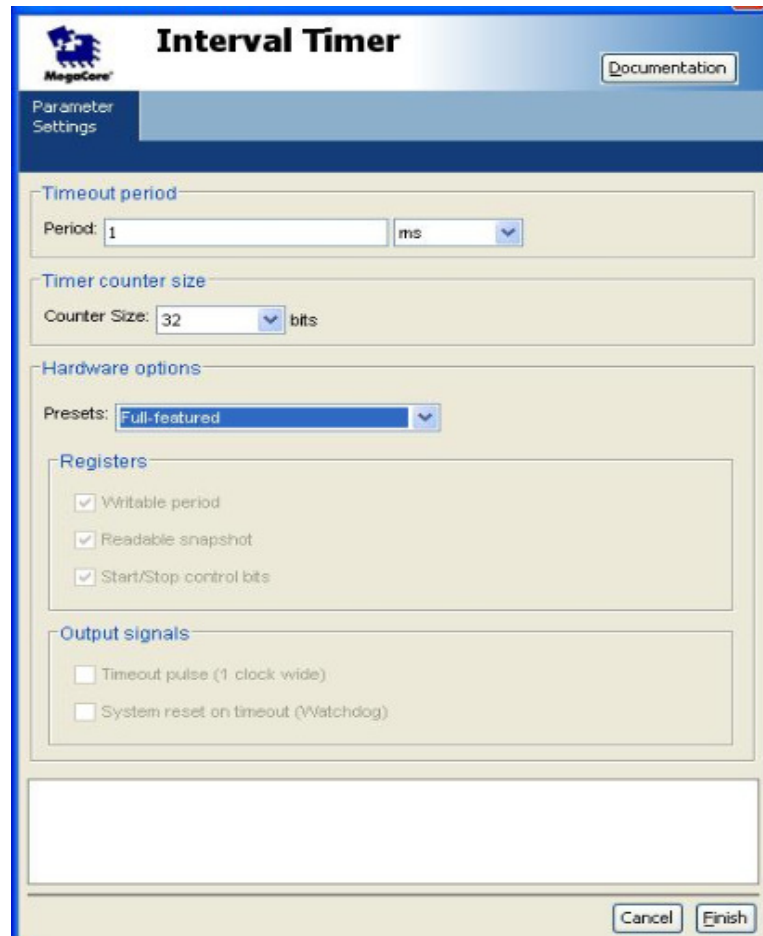 Interval Timer
MegaCore®
Documentation
Parameter
Settings
Timeout period
Period: 1 ms
Timer counter size
Counter Size: 32 bits
Hardware options
Presets: Full-featured
Registers
Writable period
Readable snapshot
Start/Stop control bits
Output signals
Timeout pulse (1 clock wide)
System reset on timeout (Watchdog)
Cancel Finish